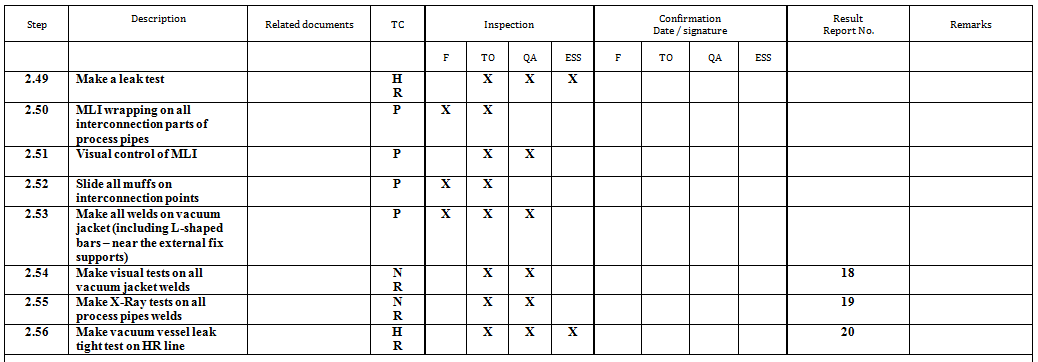 Step Description Related documents TC Inspection Confirmation Date / signature Result Report No. Remarks
F TO QA ESS F TO QA ESS
2.49 Make a leak test H R X X X
2.50 MLI wrapping on all interconnection parts of process pipes P X X
2.51 Visual control of MLI P X X
2.52 Slide all muffs on interconnection points P X X
2.53 Make all welds on vacuum jacket (including L-shaped bars – near the external fix supports) P X X X
2.54 Make visual tests on all vacuum jacket welds N R X X 18
2.55 Make X-Ray tests on all process pipes welds N R X X 19
2.56 Make vacuum vessel leak tight test on HR line H R X X X 20